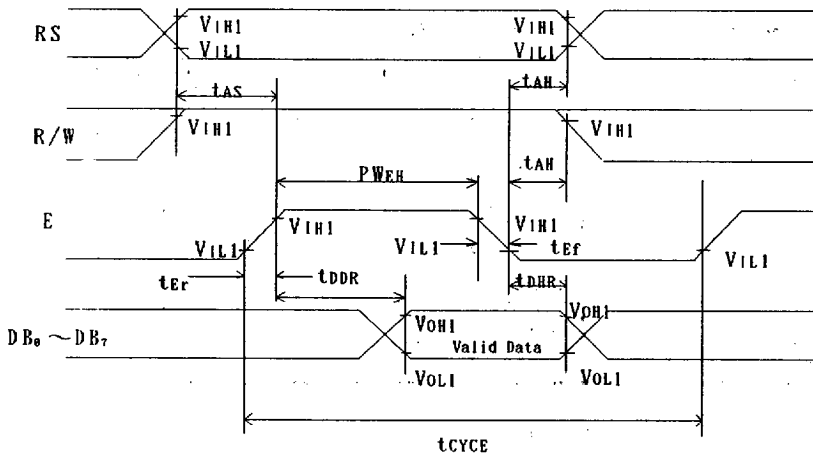 RS
VIH1
VIL1
VIH1
VIL1
tAS
tAH
R/W
VIH1
VIH1
tAH
PWEH
E
VIH1
VIH1
VIL1
VIL1
tEf
VIL1
tEr
tDDR
tDHR
DB₀~DB₇
VOH1
VOH1
Valid Data
VOL1
VOL1
tCYCE